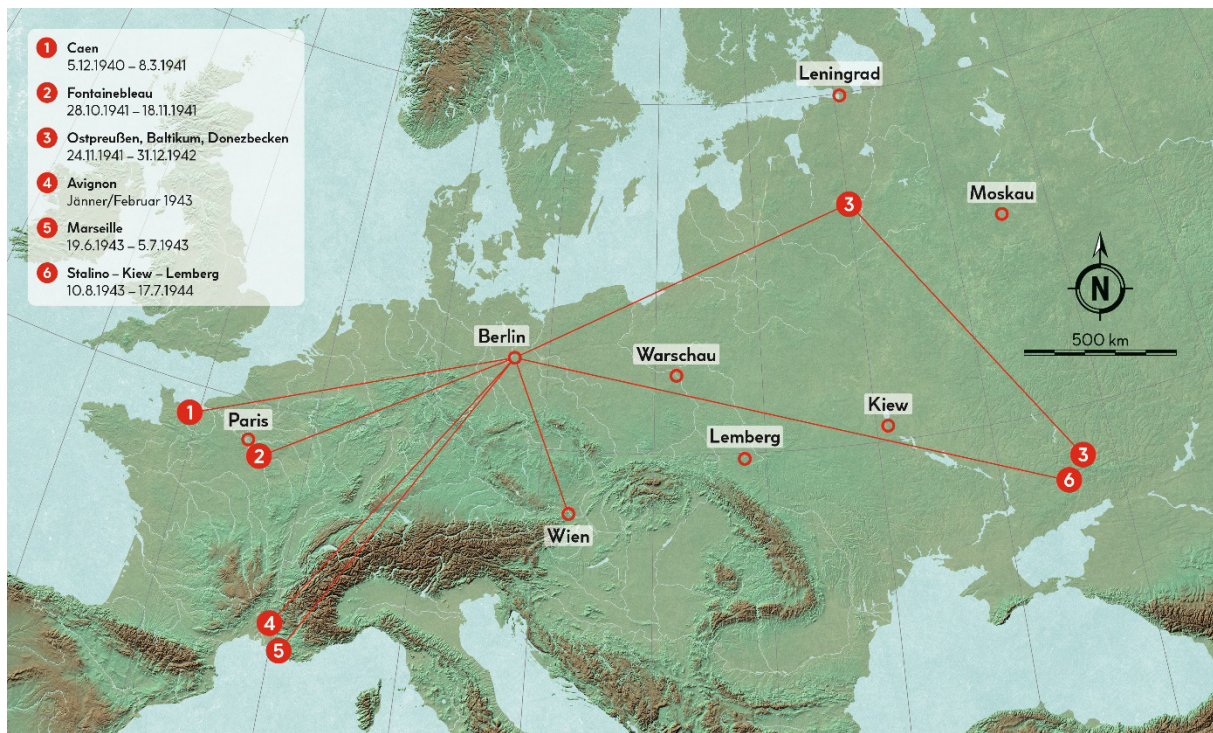 1 Caen
5.12.1940 – 8.3.1941
2 Fontainebleau
28.10.1941 – 18.11.1941
3 Ostpreußen, Baltikum, Donezbecken
24.11.1941 – 31.12.1942
4 Avignon
Jänner/Februar 1943
5 Marseille
19.6.1943 – 5.7.1943
6 Stalino – Kiew – Lemberg
10.8.1943 – 17.7.1944
Leningrad
Moskau
3
N
500 km
Berlin
Warschau
1
Paris
Kiew
2
Lemberg
3
6
Wien
4
5